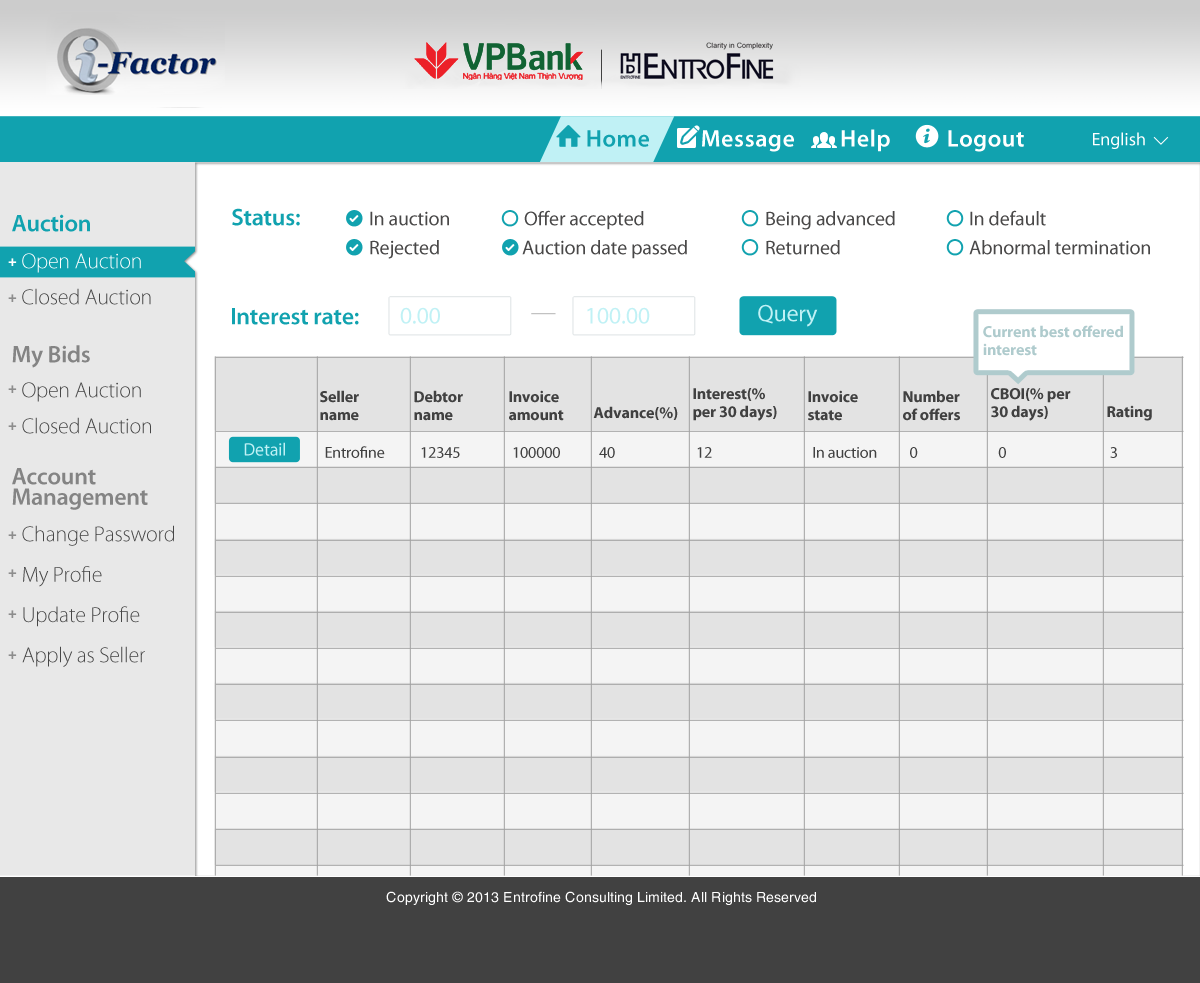 i-Factor
VPBank
Ngân Hàng Việt Nam Thịnh Vượng
Clarity in Complexity
ENTROFINE
ENTROFINE
Home
Message
Help
Logout
English
Auction
+ Open Auction
+ Closed Auction
My Bids
+ Open Auction
+ Closed Auction
Account
Management
+ Change Password
+ My Profie
+ Update Profie
+ Apply as Seller
Status:
In auction
Offer accepted
Being advanced
In default
Rejected
Auction date passed
Returned
Abnormal termination
Interest rate:
0.00
—
100.00
Query
Current best offered
interest
Seller
name
Debtor
name
Invoice
amount
Advance(%)
Interest(%
per 30 days)
Invoice
state
Number
of offers
CBOI(% per
30 days)
Rating
Detail
Entrofine
12345
100000
40
12
In auction
0
0
3
Copyright © 2013 Entrofine Consulting Limited. All Rights Reserved